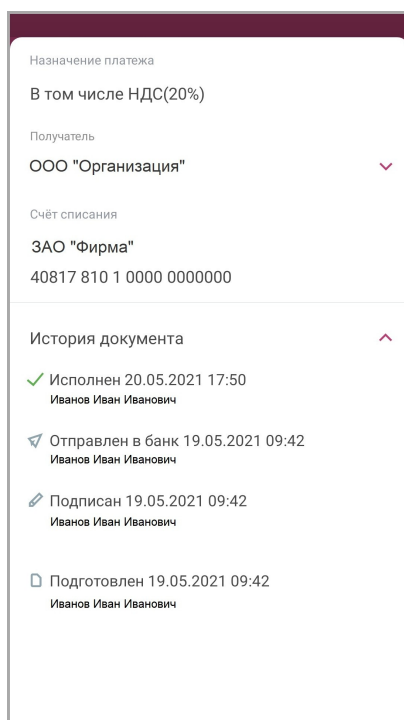 Назначение платежа
В том числе НДС(20%)
Получатель
ООО "Организация"
Счёт списания
ЗАО "Фирма"
40817 810 1 0000 0000000
История документа
Исполнен 20.05.2021 17:50
Иванов Иван Иванович
Отправлен в банк 19.05.2021 09:42
Иванов Иван Иванович
Подписан 19.05.2021 09:42
Иванов Иван Иванович
Подготовлен 19.05.2021 09:42
Иванов Иван Иванович